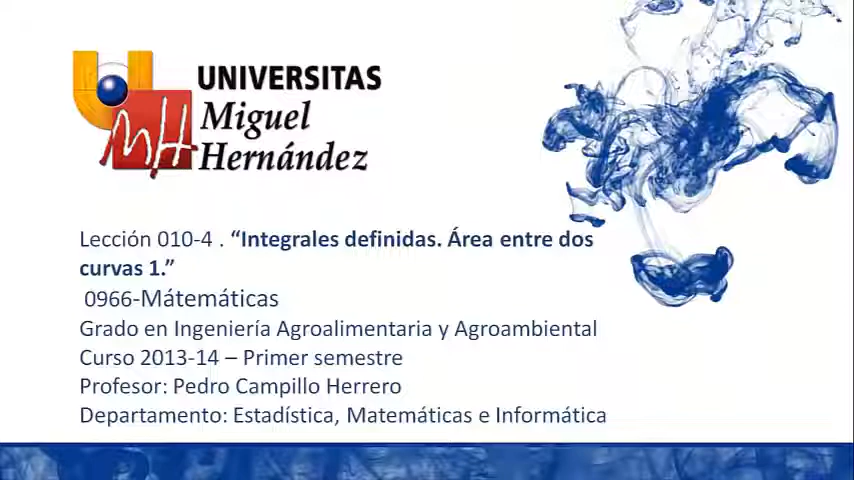 UNIVERSITAS
Miguel
Hernández
Lección 010-4 . “Integrales definidas. Área entre dos
curvas 1.”
0966-Mátemáticas
Grado en Ingeniería Agroalimentaria y Agroambiental
Curso 2013-14 – Primer semestre
Profesor: Pedro Campillo Herrero
Departamento: Estadística, Matemáticas e Informática